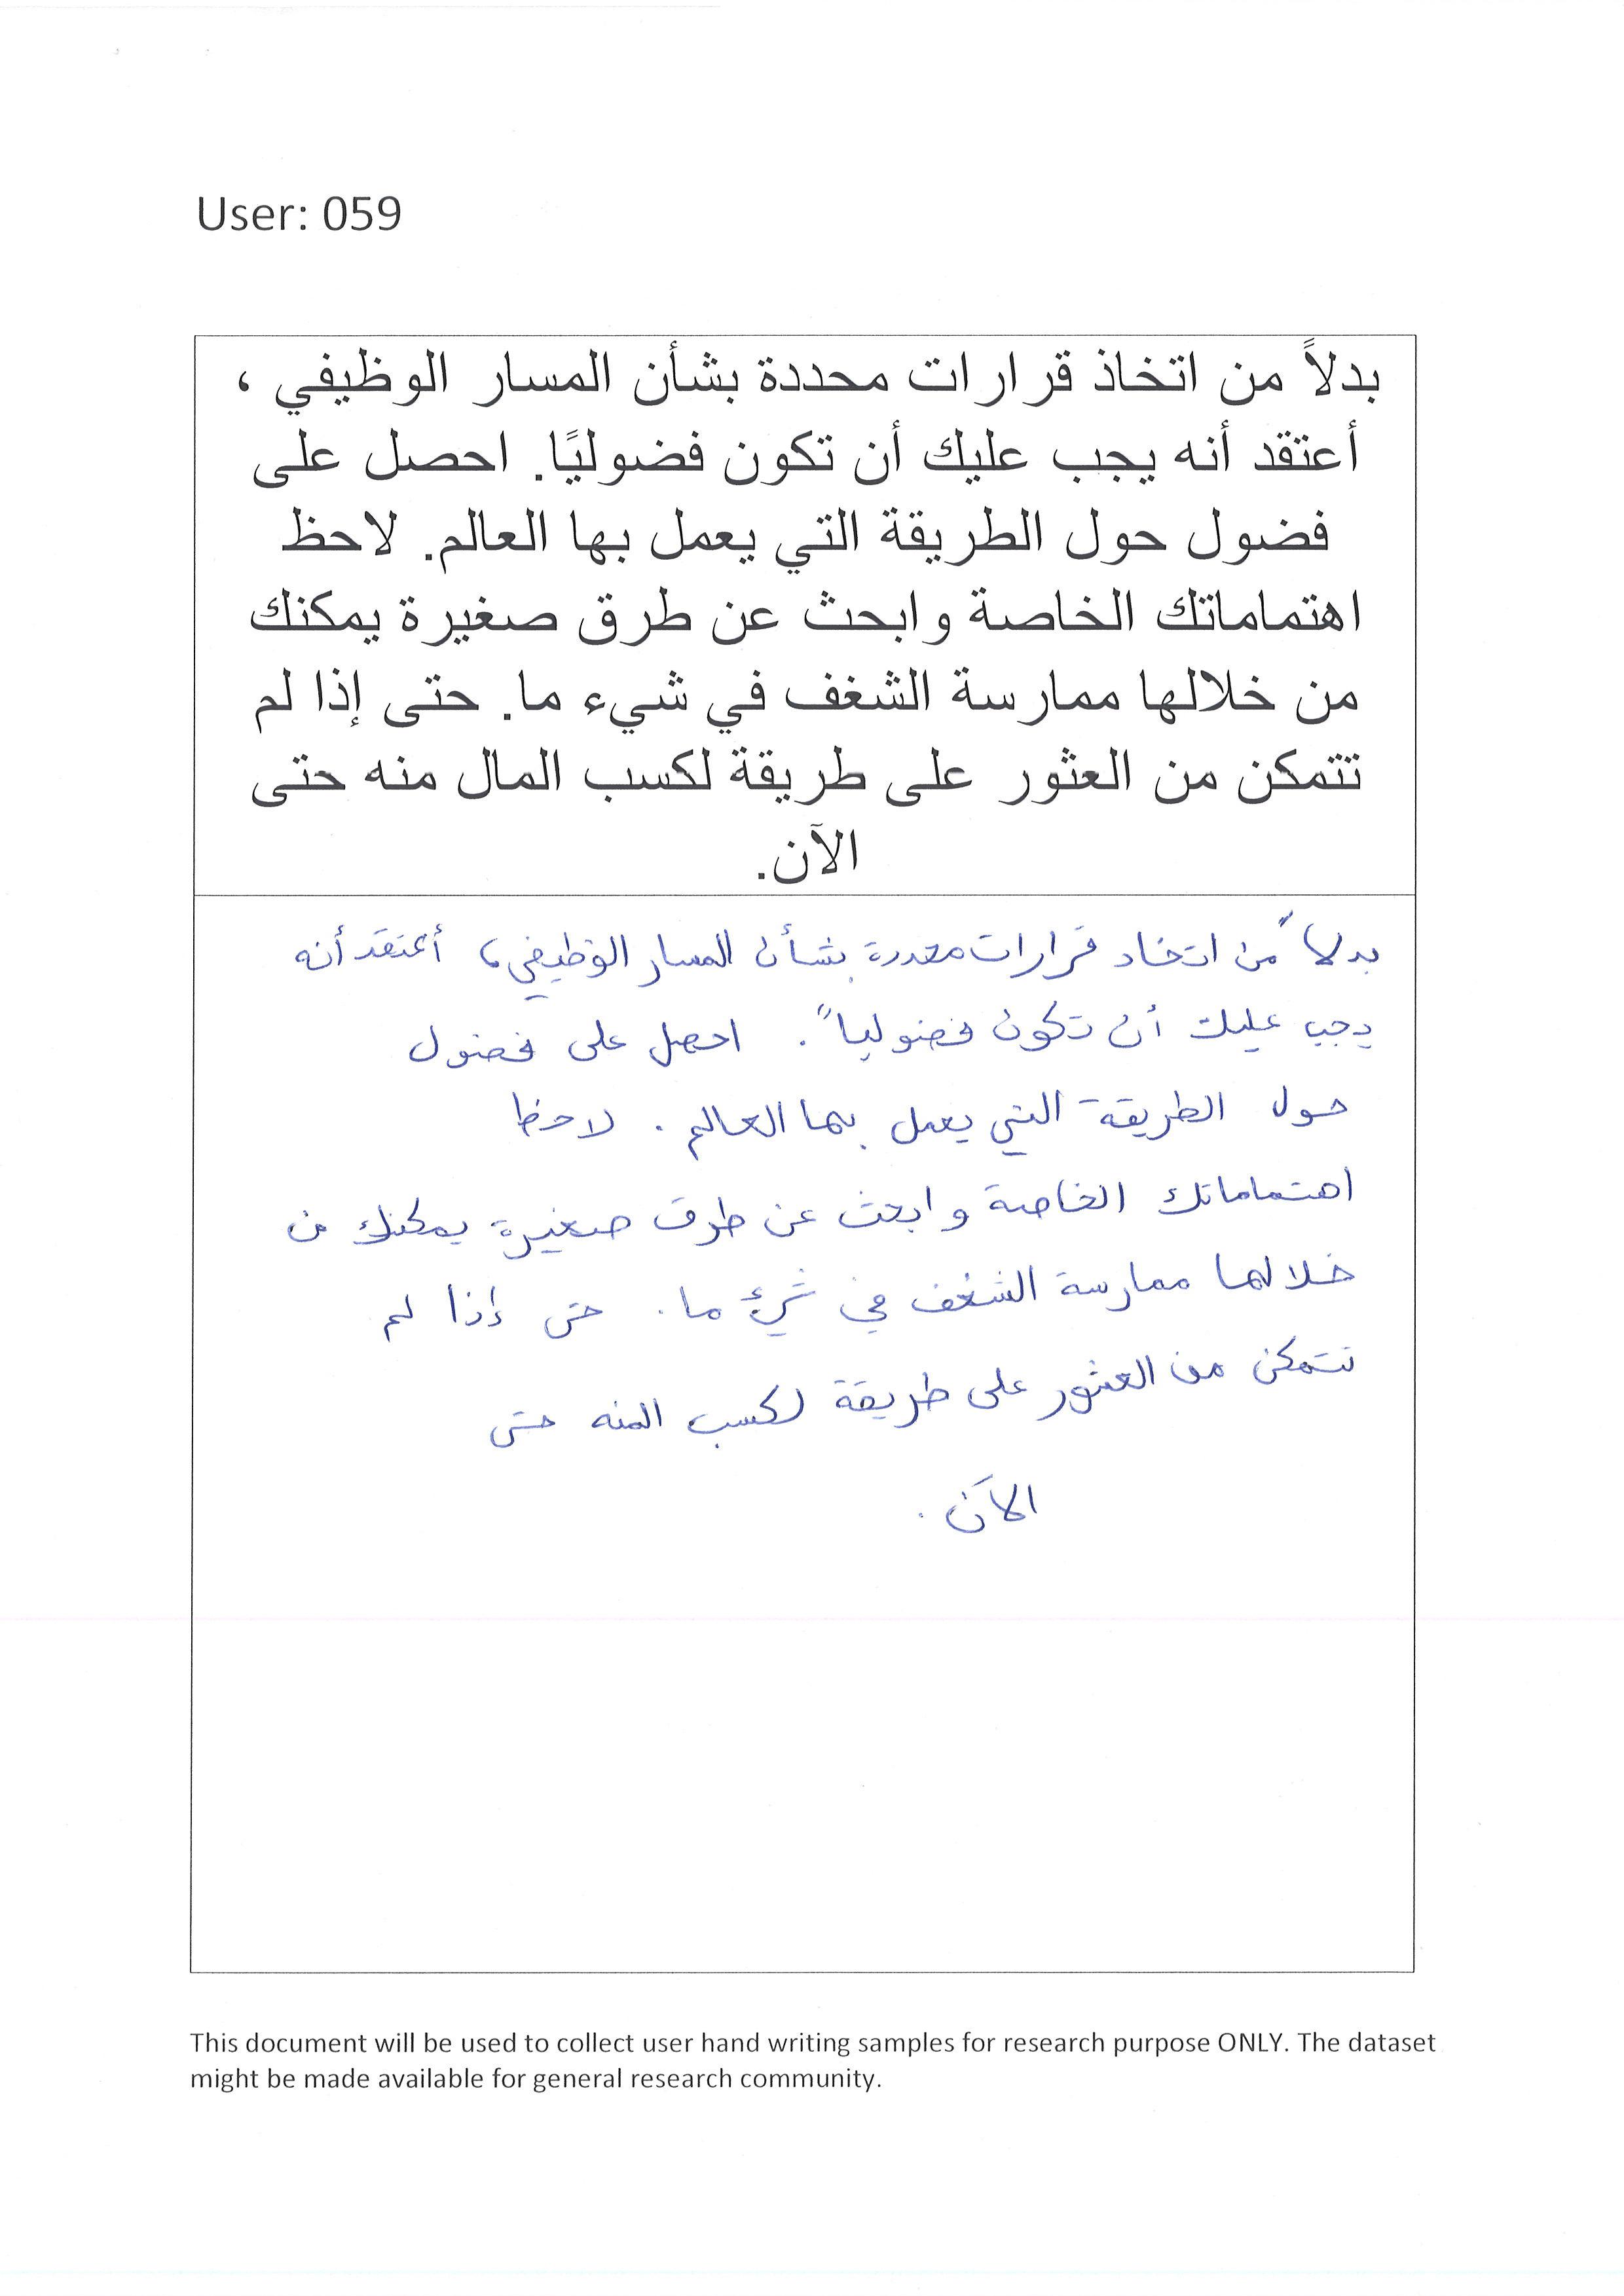 User: 059
بدلاً من اتخاذ قرارات محددة بشأن المسار الوظيفي ،
أعتقد أنه يجب عليك أن تكون فضوليًا. احصل على
فضول حول الطريقة التي يعمل بها العالم. لاحظ
اهتماماتك الخاصة وابحث عن طرق صغيرة يمكنك
من خلالها ممارسة الشغف في شيء ما. حتى إذا لم
تتمكن من العثور على طريقة لكسب المال منه حتى
الآن.
بدلاً من اتخاد قرارات محددة بشأن المسار الوظيفي، أعتقد أنه
يجب عليك أن تكون فضولياً. احصل على فضول
حول الطريقة التي يعمل بها العالم. لاحظ
اهتماماتك الخاصة وابحث عن طرق صغيرة يمكنك من
خلالها ممارسة الشغف في شيء ما. حتى إذا لم
تتمكن من العثور على طريقة لكسب المنه حتى
الآن.
This document will be used to collect user hand writing samples for research purpose ONLY. The dataset
might be made available for general research community.